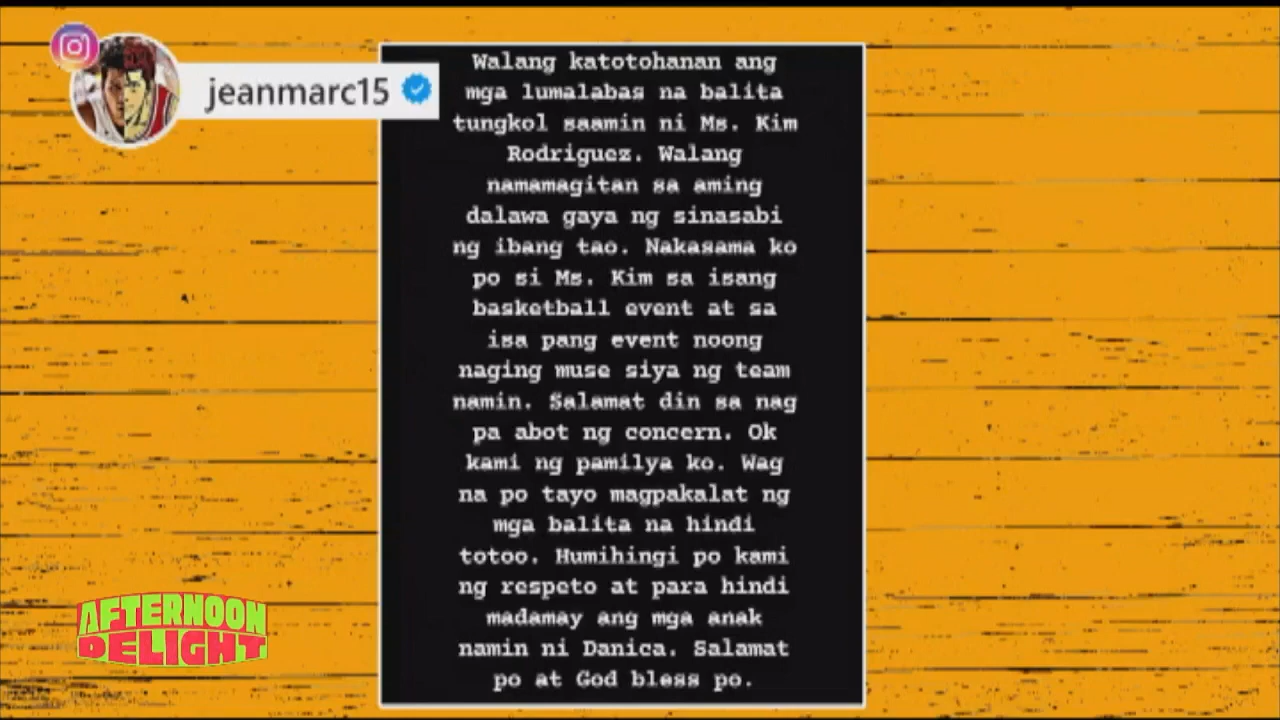 jeanmarc15
Walang katotohanan ang
mga lumalabas na balita
tungkol saamin ni Ms. Kim
Rodriguez. Walang
namamagitan sa aming
dalawa gaya ng sinasabi
ng ibang tao. Nakasama ko
po si Ms. Kim sa isang
basketball event at sa
isa pang event noong
naging muse siya ng team
namin. Salamat din sa nag
pa abot ng concern. Ok
kami ng pamilya ko. Wag
na po tayo magpakalat ng
mga balita na hindi
totoo. Humihingi po kami
ng respeto at para hindi
madamay ang mga anak
namin ni Danica. Salamat
po at God bless po.
AFTERNOON
DELIGHT